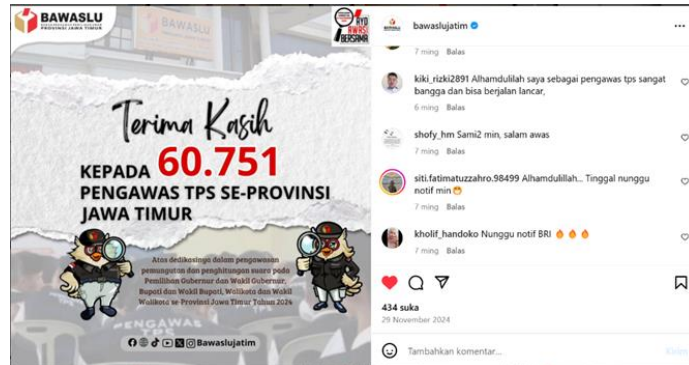 BAWASLU
PROVINSI JAWA TIMUR
AYO
AWASI
BERSAMA
Terima Kasih
KEPADA 60.751
PENGAWAS TPS SE-PROVINSI
JAWA TIMUR
Atas dedikasinya dalam pengawasan
pemungutan dan penghitungan suara pada
Pemilihan Gubernur dan Wakil Gubernur,
Bupati dan Wakil Bupati, Walikota dan Wakil
Walikota se-Provinsi Jawa Timur Tahun 2024
PENGAWAS
TPS
Bawaslujatim
bawaslujatim
7 ming Balas
kiki_rizki2891 Alhamdulilah saya sebagai pengawas tps sangat
bangga dan bisa berjalan lancar,
6 ming Balas
shofy_hm Sami2 min, salam awas
7 ming Balas
siti.fatimatuzzahro.98499 Alhamdulillah... Tinggal nunggu
notif min 😁
7 ming Balas
kholif_handoko Nunggu notif BRI 🔥 🔥 🔥
7 ming Balas
434 suka
29 November 2024
Tambahkan komentar...
Kirim